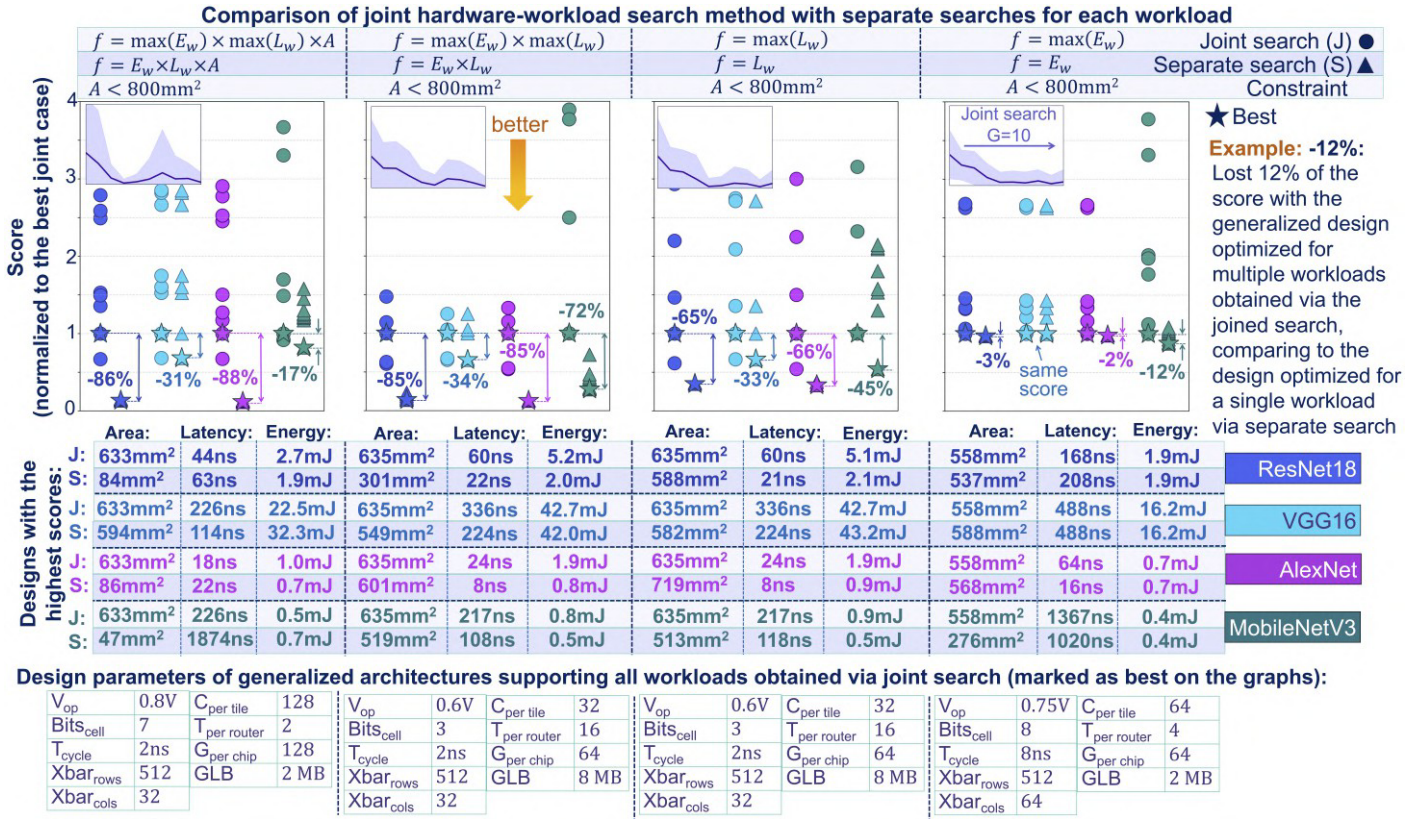 Comparison of joint hardware-workload search method with separate searches for each workload
f = max(E_w) × max(L_w) × A f = max(E_w) × max(L_w) f = max(L_w) f = max(E_w) Joint search (J)
f = E_w×L_w×A f = E_w×L_w f = L_w f = E_w Separate search (S)
A < 800mm² A < 800mm² A < 800mm² A < 800mm² Constraint
Score
(normalized to the best joint case)
4
3
2
1
0
better
Joint search
G=10
-86% -31% -88% -17%
-85% -34% -85% -72%
-65% -33% -66% -45%
-3% same score -2% -12%
★Best
Example: -12%:
Lost 12% of the
score with the
generalized design
optimized for
multiple workloads
obtained via the
joined search,
comparing to the
design optimized for
a single workload
via separate search
Designs with the
highest scores:
Area: Latency: Energy: Area: Latency: Energy: Area: Latency: Energy: Area: Latency: Energy:
J: 633mm² 44ns 2.7mJ 635mm² 60ns 5.2mJ 635mm² 60ns 5.1mJ 558mm² 168ns 1.9mJ
S: 84mm² 63ns 1.9mJ 301mm² 22ns 2.0mJ 588mm² 21ns 2.1mJ 537mm² 208ns 1.9mJ
ResNet18
J: 633mm² 226ns 22.5mJ 635mm² 336ns 42.7mJ 635mm² 336ns 42.7mJ 558mm² 488ns 16.2mJ
S: 594mm² 114ns 32.3mJ 549mm² 224ns 42.0mJ 582mm² 224ns 43.2mJ 588mm² 488ns 16.2mJ
VGG16
J: 633mm² 18ns 1.0mJ 635mm² 24ns 1.9mJ 635mm² 24ns 1.9mJ 558mm² 64ns 0.7mJ
S: 86mm² 22ns 0.7mJ 601mm² 8ns 0.8mJ 719mm² 8ns 0.9mJ 568mm² 16ns 0.7mJ
AlexNet
J: 633mm² 226ns 0.5mJ 635mm² 217ns 0.8mJ 635mm² 217ns 0.9mJ 558mm² 1367ns 0.4mJ
S: 47mm² 1874ns 0.7mJ 519mm² 108ns 0.5mJ 513mm² 118ns 0.5mJ 276mm² 1020ns 0.4mJ
MobileNetV3
Design parameters of generalized architectures supporting all workloads obtained via joint search (marked as best on the graphs):
V_op 0.8V C_per tile 128
Bits_cell 7 T_per router 2
T_cycle 2ns G_per chip 128
Xbar_rows 512 GLB 2 MB
Xbar_cols 32
V_op 0.6V C_per tile 32
Bits_cell 3 T_per router 16
T_cycle 2ns G_per chip 64
Xbar_rows 512 GLB 8 MB
Xbar_cols 32
V_op 0.6V C_per tile 32
Bits_cell 3 T_per router 16
T_cycle 2ns G_per chip 64
Xbar_rows 512 GLB 8 MB
Xbar_cols 32
V_op 0.75V C_per tile 64
Bits_cell 8 T_per router 4
T_cycle 8ns G_per chip 64
Xbar_rows 512 GLB 2 MB
Xbar_cols 64